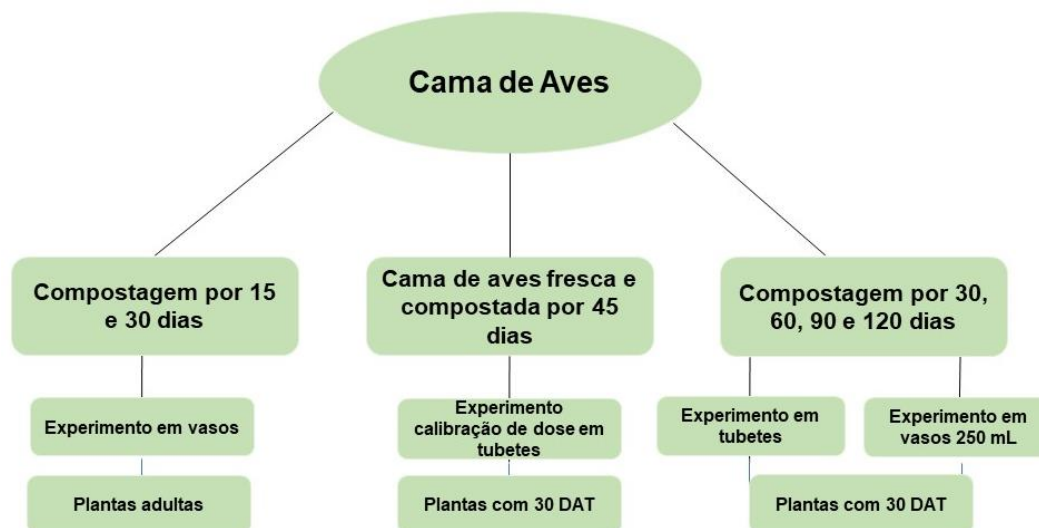 Cama de Aves
Compostagem por 15
e 30 dias
Cama de aves fresca e
compostada por 45
dias
Compostagem por 30,
60, 90 e 120 dias
Experimento em vasos
Experimento
calibração de dose em
tubetes
Experimento em
tubetes
Experimento em
vasos 250 mL
Plantas adultas
Plantas com 30 DAT
Plantas com 30 DAT